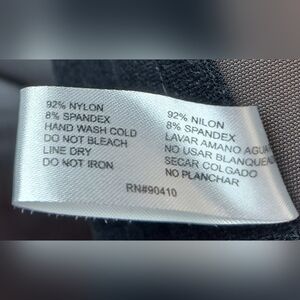 92% NYLON
8% SPANDEX
HAND WASH COLD
DO NOT BLEACH
LINE DRY
DO NOT IRON
92% NILON
8% SPANDEX
LAVAR AMANO AGUA
NO USAR BLANQUEA
SECAR COLGADO
NO PLANCHAR
RN#90410